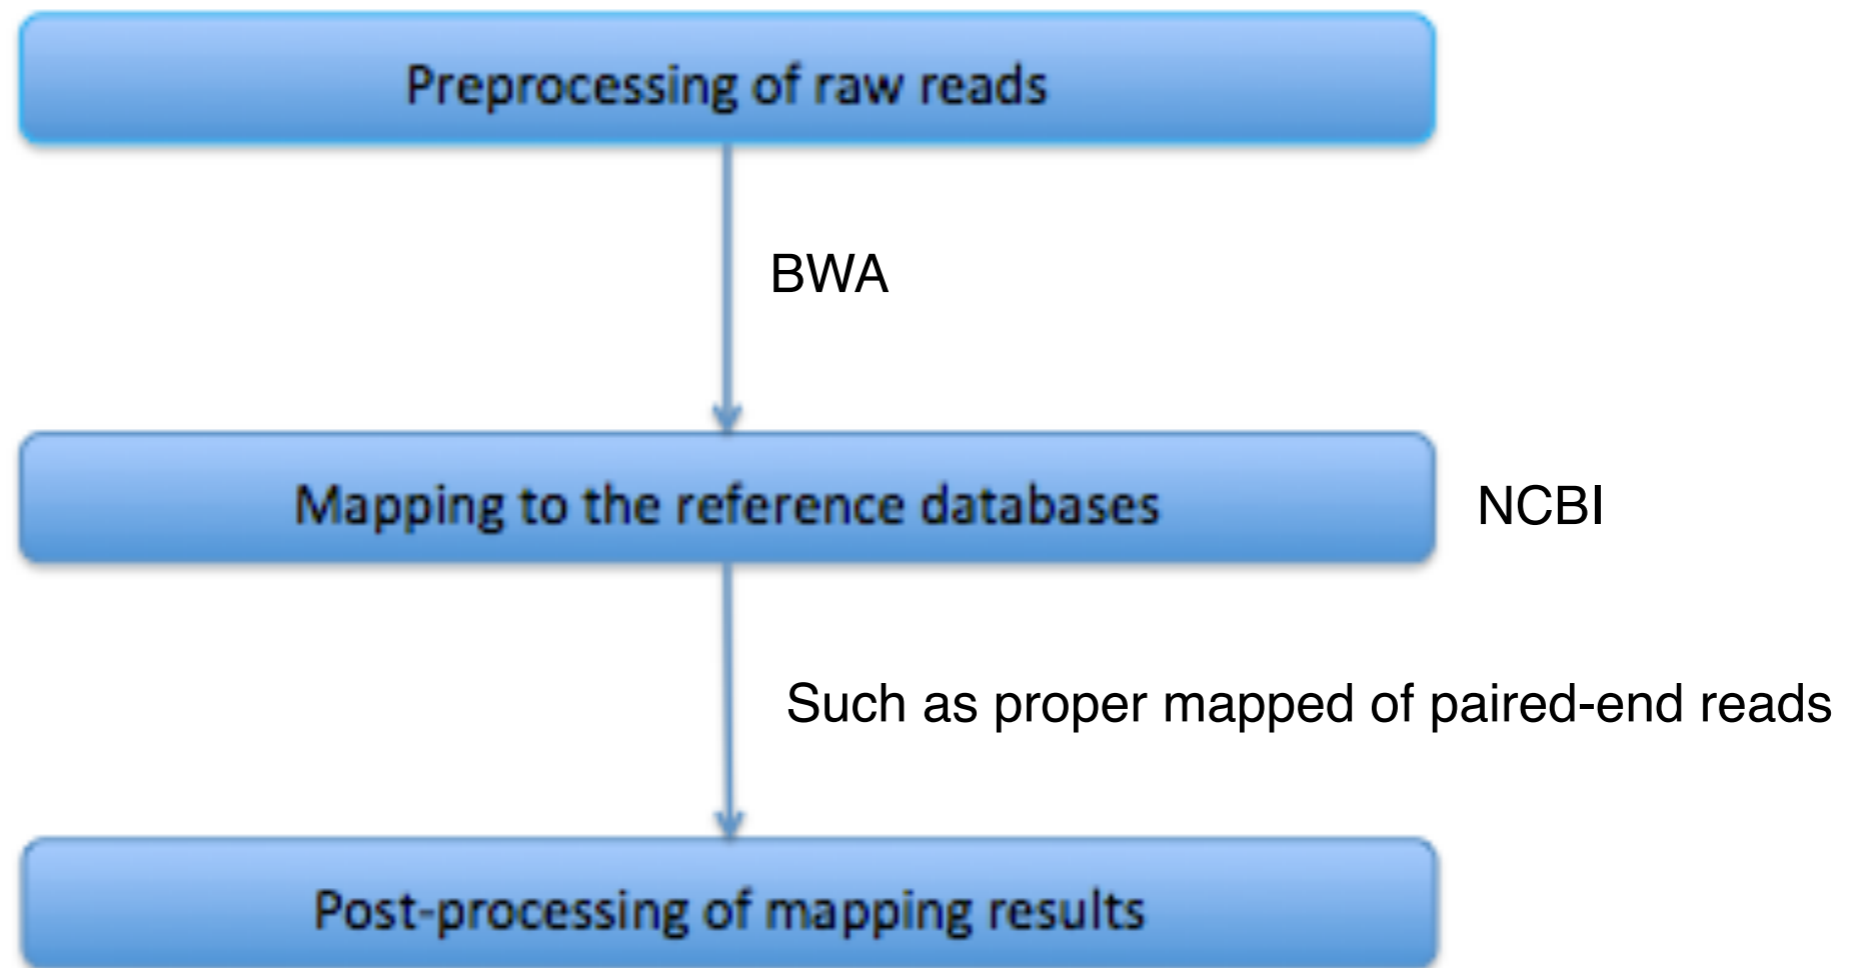 Preprocessing of raw reads
BWA
Mapping to the reference databases
NCBI
Such as proper mapped of paired-end reads
Post-processing of mapping results